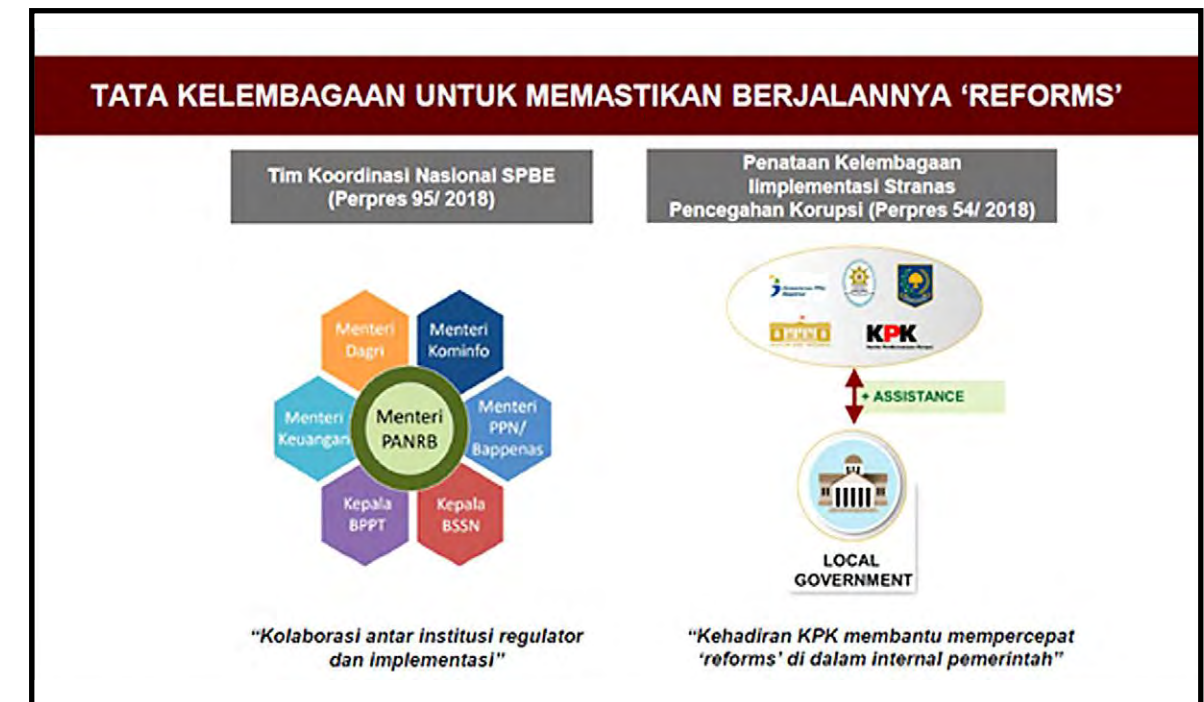 TATA KELEMBAGAAN UNTUK MEMASTIKAN BERJALANNYA ‘REFORMS’
Tim Koordinasi Nasional SPBE
(Perpres 95/ 2018)
Menteri
Dagri
Menteri
Kominfo
Menteri
Keuangan
Menteri
PANRB
Menteri
PPN/
Bappenas
Kepala
BPPT
Kepala
BSSN
“Kolaborasi antar institusi regulator
dan implementasi”
Penataan Kelembagaan
Iimplementasi Stranas
Pencegahan Korupsi (Perpres 54/ 2018)
KPK
+ ASSISTANCE
LOCAL
GOVERNMENT
“Kehadiran KPK membantu mempercepat
‘reforms’ di dalam internal pemerintah”